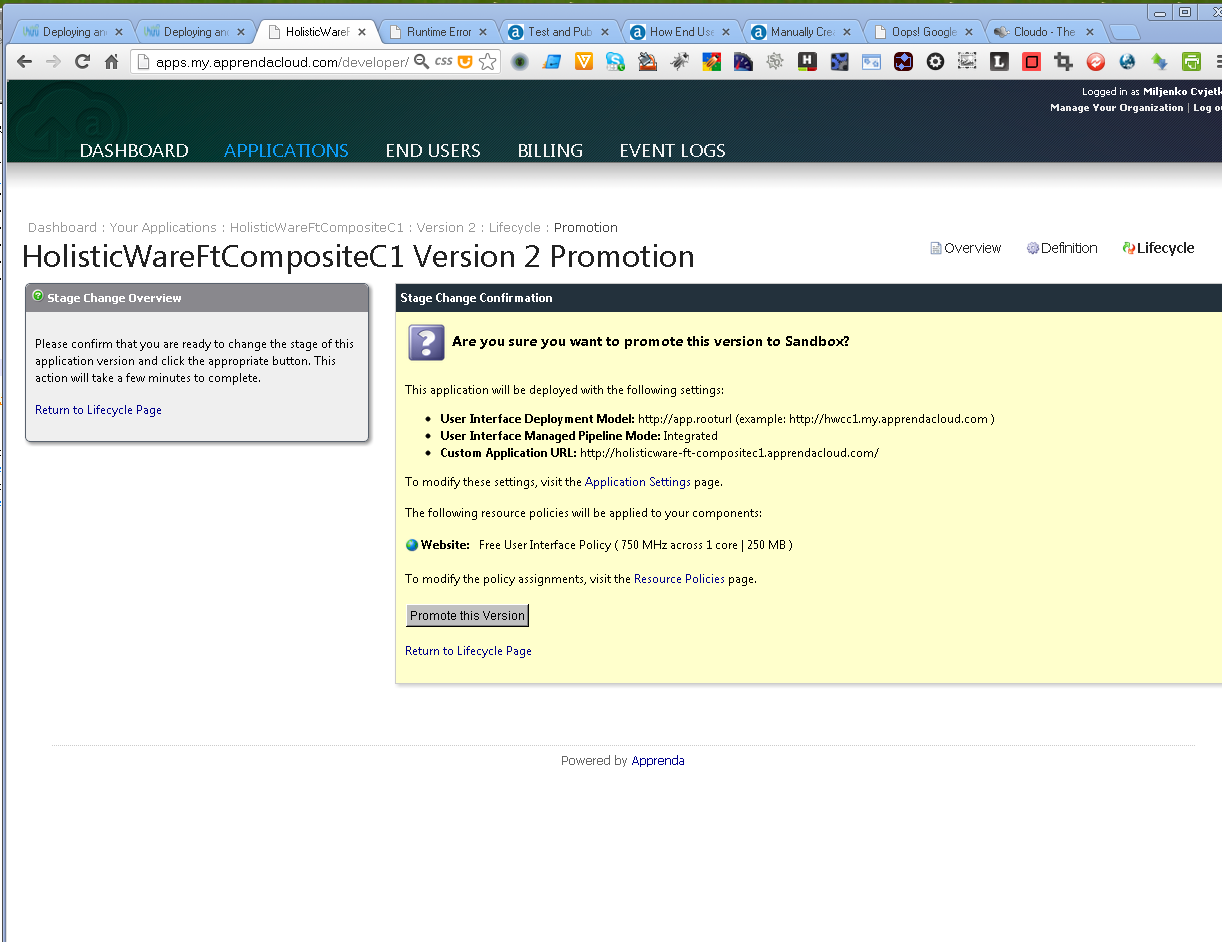 Deploying an
Deploying and
HolisticWareF
Runtime Error
Test and Pub
How End Use
Manually Cre
Oops! Google
Cloudo - The
apps.my.apprendacloud.com/developer/
CSS
Logged in as Miljenko Cvjetk
Manage Your Organization | Log ou
DASHBOARD APPLICATIONS END USERS BILLING EVENT LOGS
Dashboard : Your Applications : HolisticWareFtCompositeC1 : Version 2 : Lifecycle : Promotion
HolisticWareFtCompositeC1 Version 2 Promotion
Overview Definition Lifecycle
Stage Change Overview
Please confirm that you are ready to change the stage of this
application version and click the appropriate button. This
action will take a few minutes to complete.
Return to Lifecycle Page
Stage Change Confirmation
Are you sure you want to promote this version to Sandbox?
This application will be deployed with the following settings:
• User Interface Deployment Model: http://app.rooturl (example: http://hwcc1.my.apprendacloud.com )
• User Interface Managed Pipeline Mode: Integrated
• Custom Application URL: http://holisticware-ft-compositec1.apprendacloud.com/
To modify these settings, visit the Application Settings page.
The following resource policies will be applied to your components:
Website: Free User Interface Policy ( 750 MHz across 1 core | 250 MB )
To modify the policy assignments, visit the Resource Policies page.
Promote this Version
Return to Lifecycle Page
Powered by Apprenda